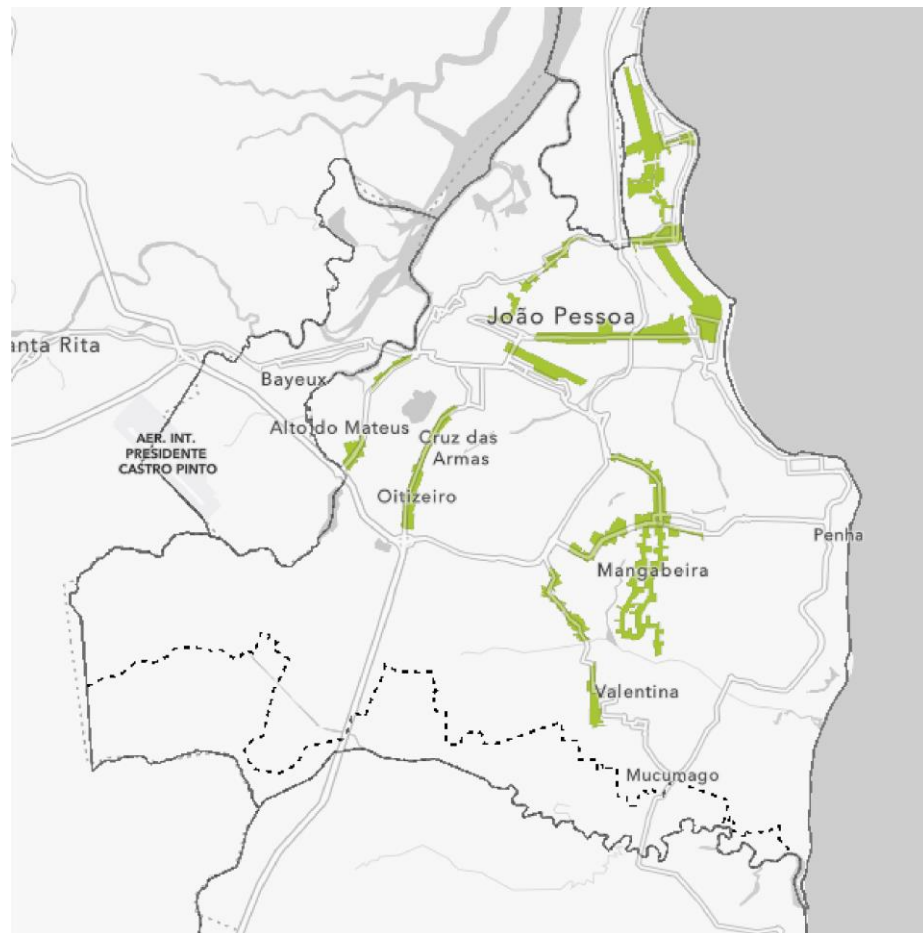 João Pessoa
anta Rita
Bayeux
Alto do Mateus
Cruz das
Armas
AER. INT.
PRESIDENTE
CASTRO PINTO
Oitizeiro
Penha
Mangabeira
Valentina
Mucumago